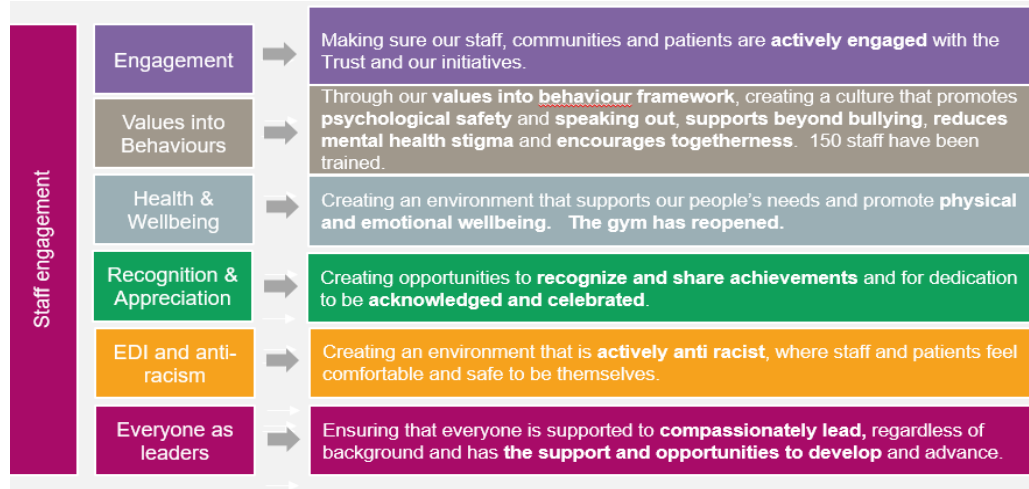 Staff engagement
Engagement
Making sure our staff, communities and patients are actively engaged with the
Trust and our initiatives.
Values into
Behaviours
Through our values into behaviour framework, creating a culture that promotes
psychological safety and speaking out, supports beyond bullying, reduces
mental health stigma and encourages togetherness. 150 staff have been
trained.
Health &
Wellbeing
Creating an environment that supports our people's needs and promote physical
and emotional wellbeing. The gym has reopened.
Recognition &
Appreciation
Creating opportunities to recognize and share achievements and for dedication
to be acknowledged and celebrated.
EDI and anti-
racism
Creating an environment that is actively anti racist, where staff and patients feel
comfortable and safe to be themselves.
Everyone as
leaders
Ensuring that everyone is supported to compassionately lead, regardless of
background and has the support and opportunities to develop and advance.